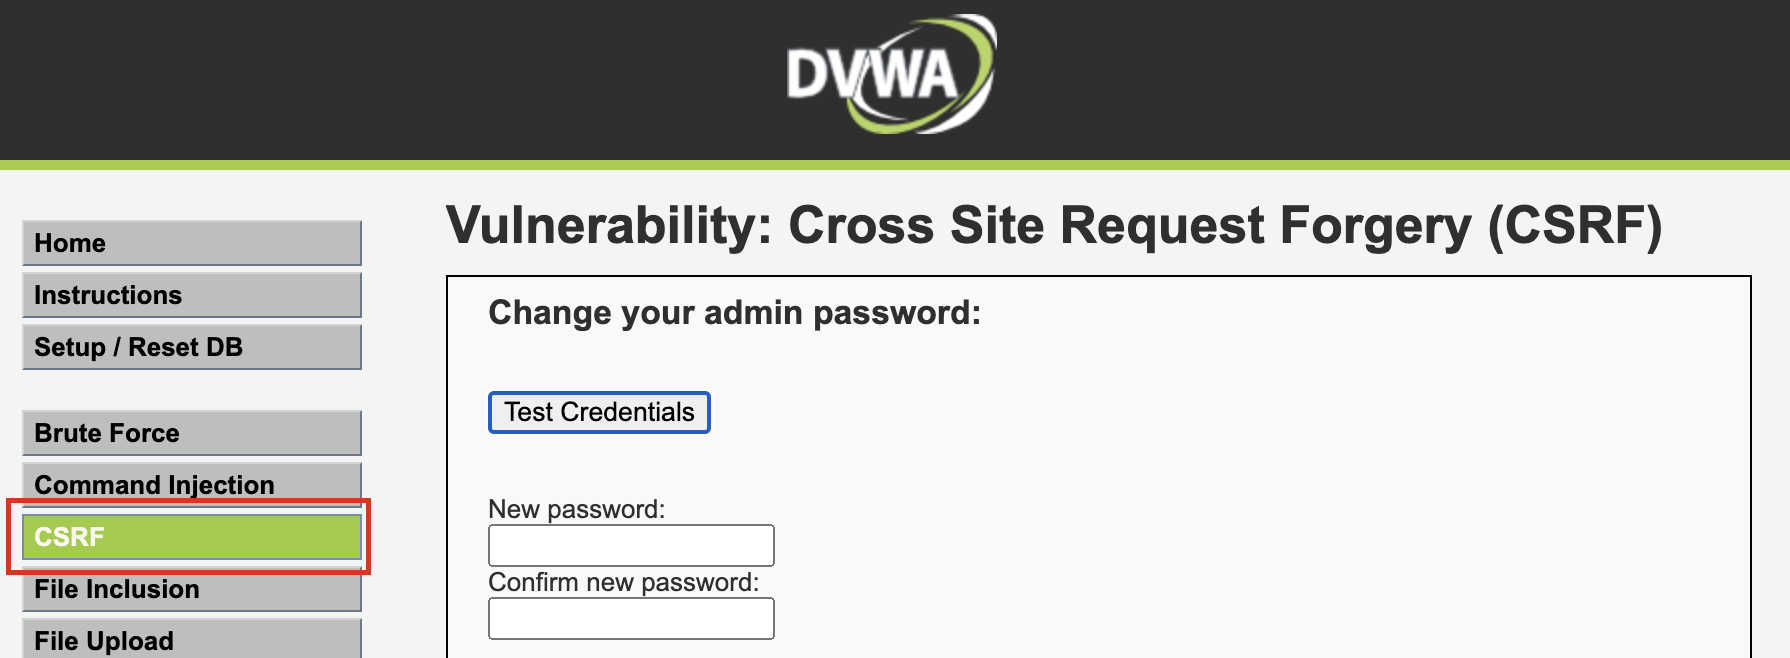 DVWA
Home
Instructions
Setup / Reset DB
Brute Force
Command Injection
CSRF
File Inclusion
File Upload
Vulnerability: Cross Site Request Forgery (CSRF)
Change your admin password:
Test Credentials
New password:
Confirm new password: